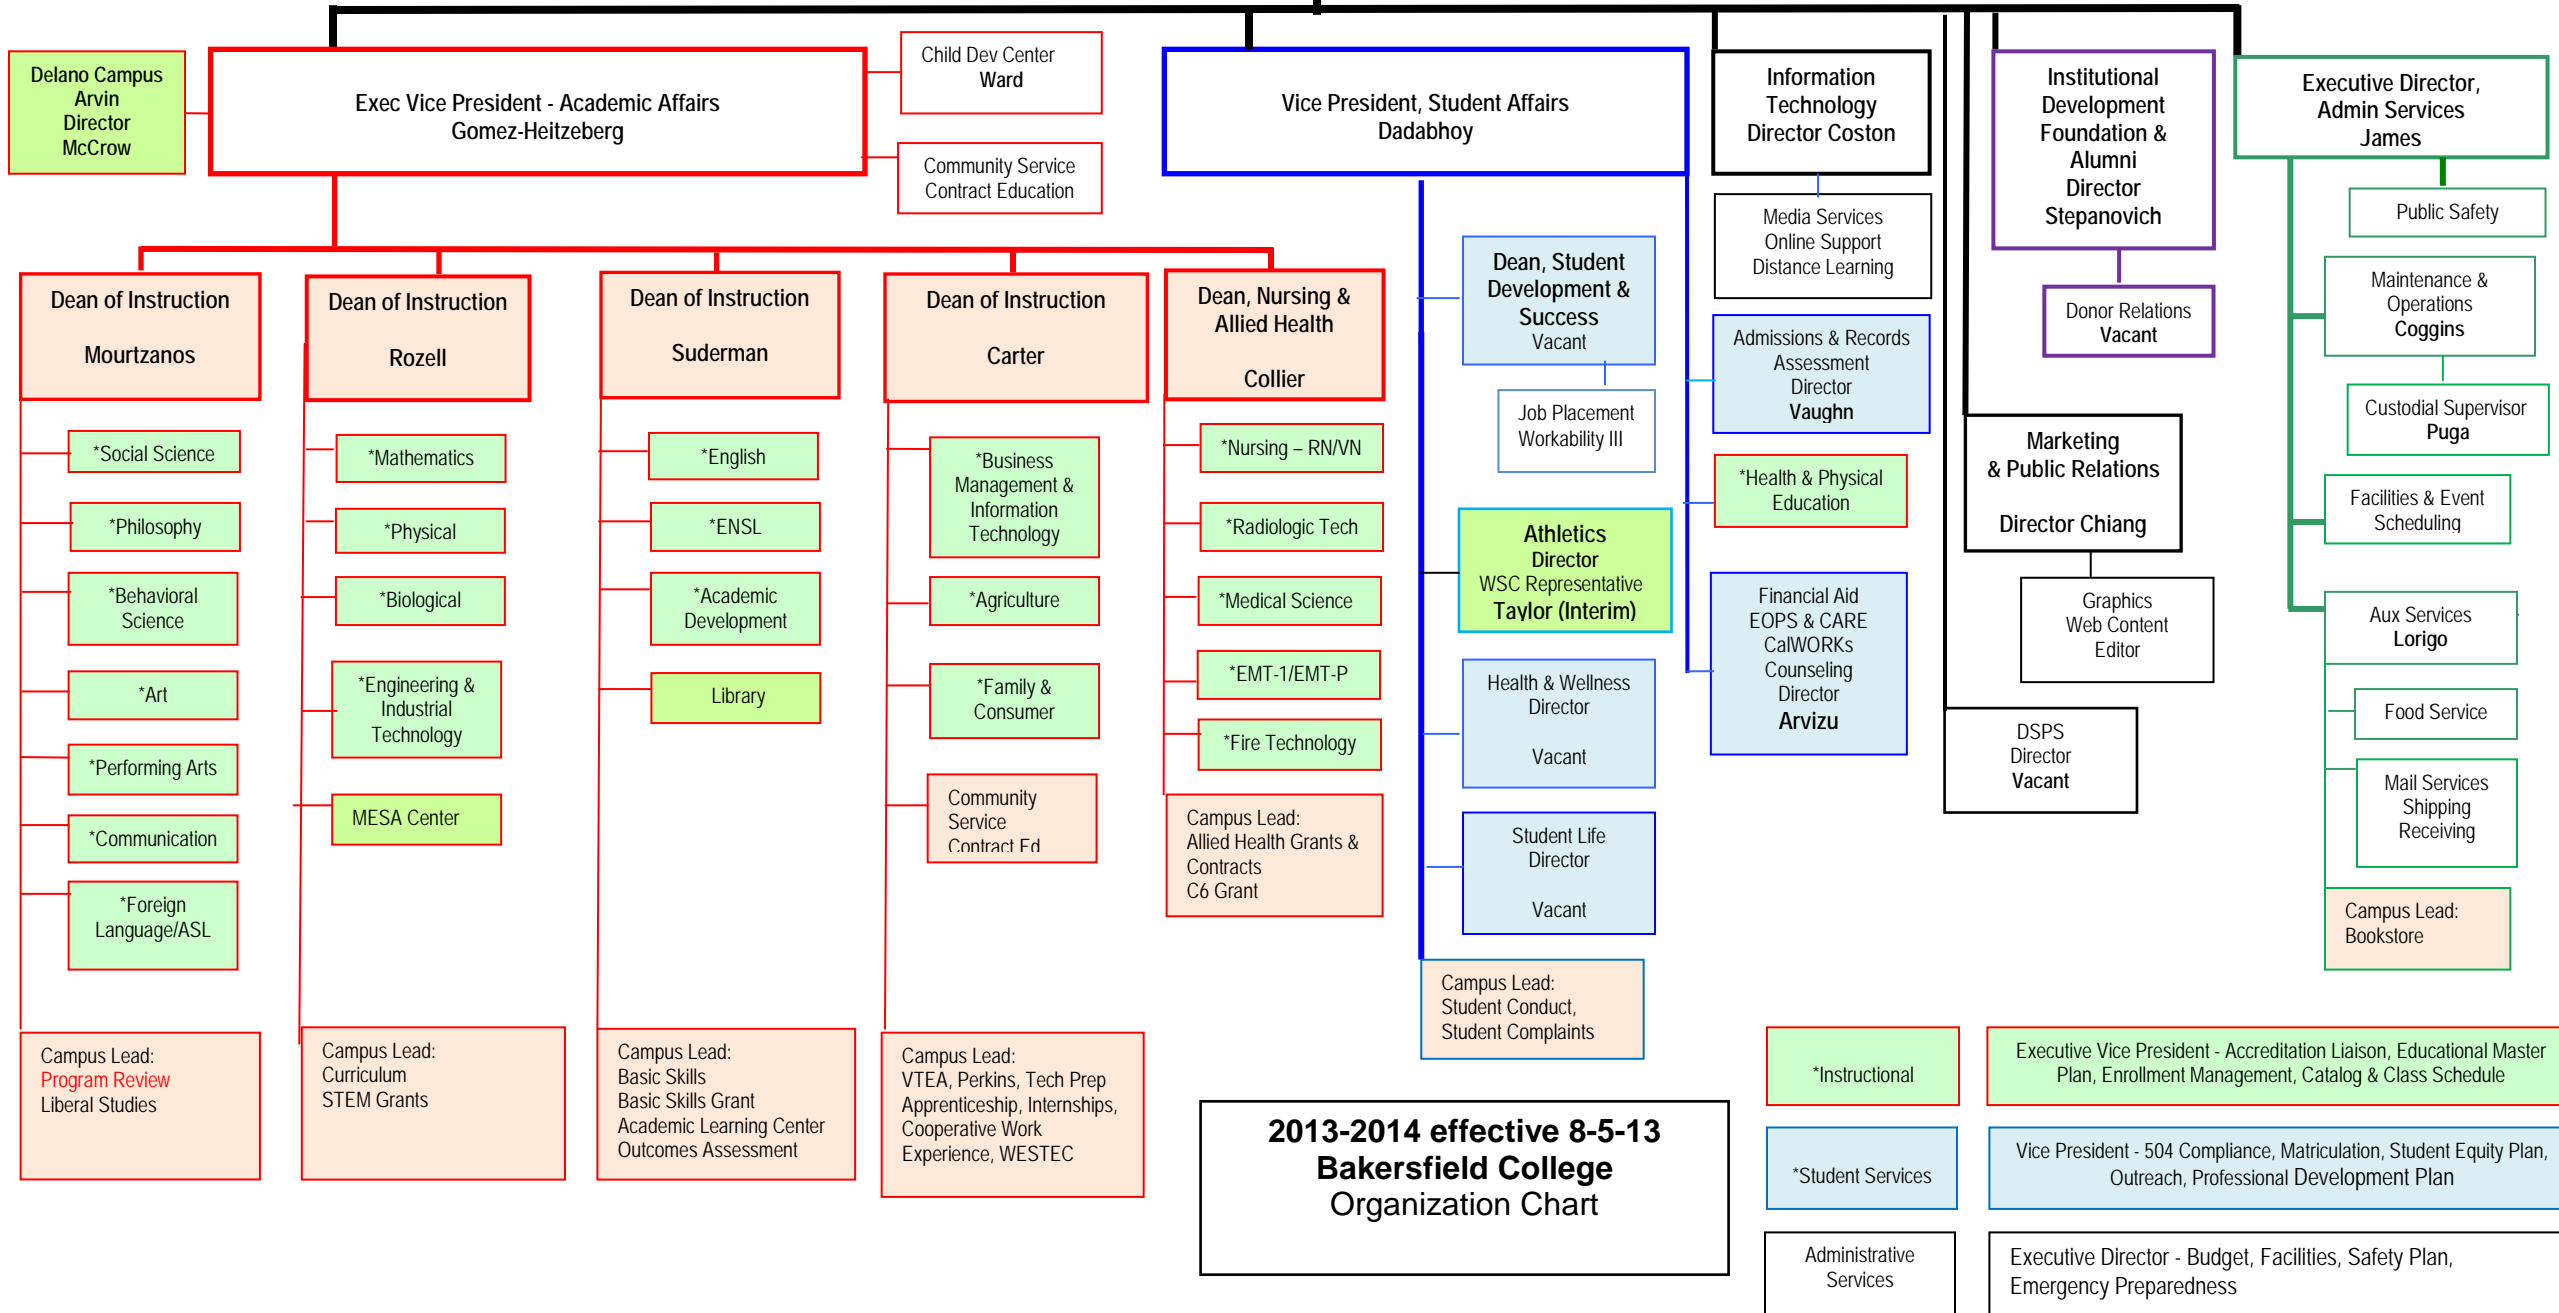 Delano Campus
Arvin
Director
McCrow
Exec Vice President - Academic Affairs
Gomez-Heitzeberg
Child Dev Center
Ward
Community Service
Contract Education
Vice President, Student Affairs
Dadabhoy
Information
Technology
Director Coston
Media Services
Online Support
Distance Learning
Institutional
Development
Foundation &
Alumni
Director
Stepanovich
Donor Relations
Vacant
Executive Director,
Admin Services
James
Public Safety
Maintenance &
Operations
Coggins
Custodial Supervisor
Puga
Facilities & Event
Scheduling
Aux Services
Lorigo
Food Service
Mail Services
Shipping
Receiving
Campus Lead:
Bookstore
Dean of Instruction
Mourtzanos
*Social Science
*Philosophy
*Behavioral
Science
*Art
*Performing Arts
*Communication
*Foreign
Language/ASL
Campus Lead:
Program Review
Liberal Studies
Dean of Instruction
Rozell
*Mathematics
*Physical
*Biological
*Engineering &
Industrial
Technology
MESA Center
Campus Lead:
Curriculum
STEM Grants
Dean of Instruction
Suderman
*English
*ENSL
*Academic
Development
Library
Campus Lead:
Basic Skills
Basic Skills Grant
Academic Learning Center
Outcomes Assessment
Dean of Instruction
Carter
*Business
Management &
Information
Technology
*Agriculture
*Family &
Consumer
Community
Service
Contract Ed
Campus Lead:
VTEA, Perkins, Tech Prep
Apprenticeship, Internships,
Cooperative Work
Experience, WESTEC
Dean, Nursing &
Allied Health
Collier
*Nursing – RN/VN
*Radiologic Tech
*Medical Science
*EMT-1/EMT-P
*Fire Technology
Campus Lead:
Allied Health Grants &
Contracts
C6 Grant
Dean, Student
Development &
Success
Vacant
Job Placement
Workability III
Athletics
Director
WSC Representative
Taylor (Interim)
Health & Wellness
Director
Vacant
Student Life
Director
Vacant
Campus Lead:
Student Conduct,
Student Complaints
Admissions & Records
Assessment
Director
Vaughn
*Health & Physical
Education
Financial Aid
EOPS & CARE
CalWORKs
Counseling
Director
Arvizu
Marketing
& Public Relations
Director Chiang
Graphics
Web Content
Editor
DSPS
Director
Vacant
2013-2014 effective 8-5-13
Bakersfield College
Organization Chart
*Instructional
Executive Vice President - Accreditation Liaison, Educational Master
Plan, Enrollment Management, Catalog & Class Schedule
*Student Services
Vice President - 504 Compliance, Matriculation, Student Equity Plan,
Outreach, Professional Development Plan
Administrative
Services
Executive Director - Budget, Facilities, Safety Plan,
Emergency Preparedness